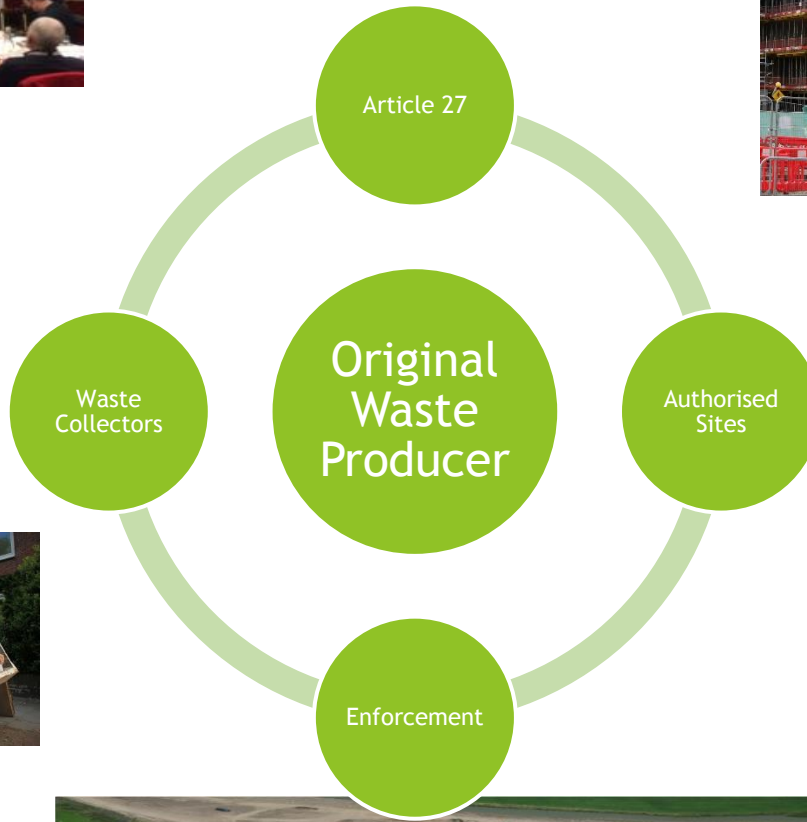 Article 27
Original
Waste
Producer
Waste
Collectors
Authorised
Sites
Enforcement